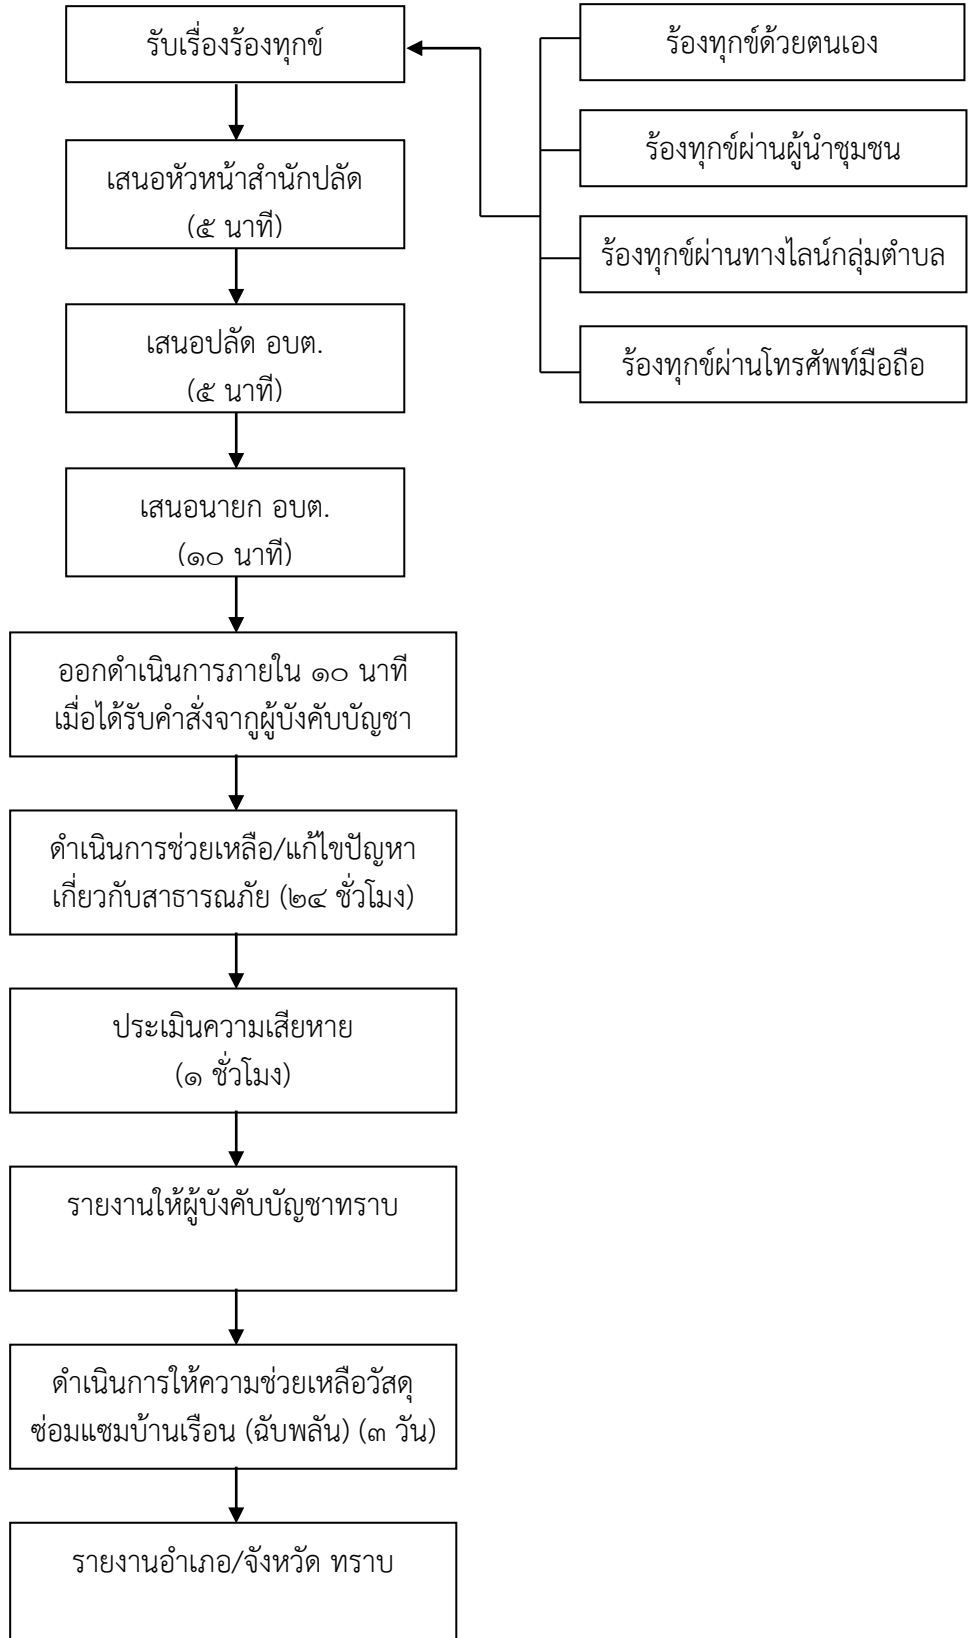 รับเรื่องร้องทุกข์
ร้องทุกข์ด้วยตนเอง
ร้องทุกข์ผ่านผู้นำชุมชน
ร้องทุกข์ผ่านทางไลน์กลุ่มตำบล
ร้องทุกข์ผ่านโทรศัพท์มือถือ
เสนอหัวหน้าสำนักปลัด
(๕ นาที)
เสนอปลัด อบต.
(๕ นาที)
เสนอนายก อบต.
(๑๐ นาที)
ออกดำเนินการภายใน ๑๐ นาที
เมื่อได้รับคำสั่งจากูผู้บังคับบัญชา
ดำเนินการช่วยเหลือ/แก้ไขปัญหา
เกี่ยวกับสาธารณภัย (๒๔ ชั่วโมง)
ประเมินความเสียหาย
(๑ ชั่วโมง)
รายงานให้ผู้บังคับบัญชาทราบ
ดำเนินการให้ความช่วยเหลือวัสดุ
ซ่อมแซมบ้านเรือน (ฉับพลัน) (๓ วัน)
รายงานอำเภอ/จังหวัด ทราบ